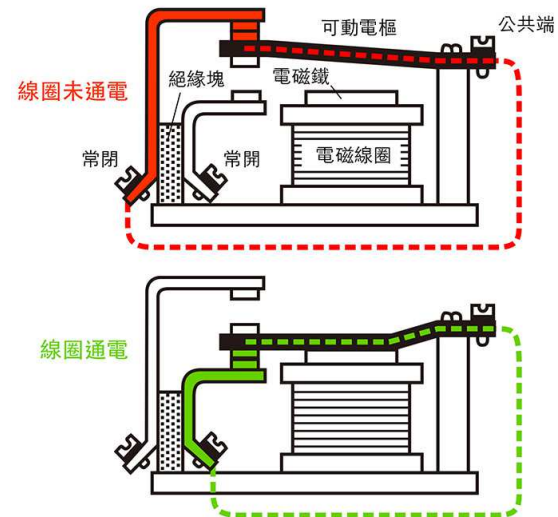 可動電樞
公共端
線圈未通電
絕緣塊
電磁鐵
常閉
常開
電磁線圈
線圈通電